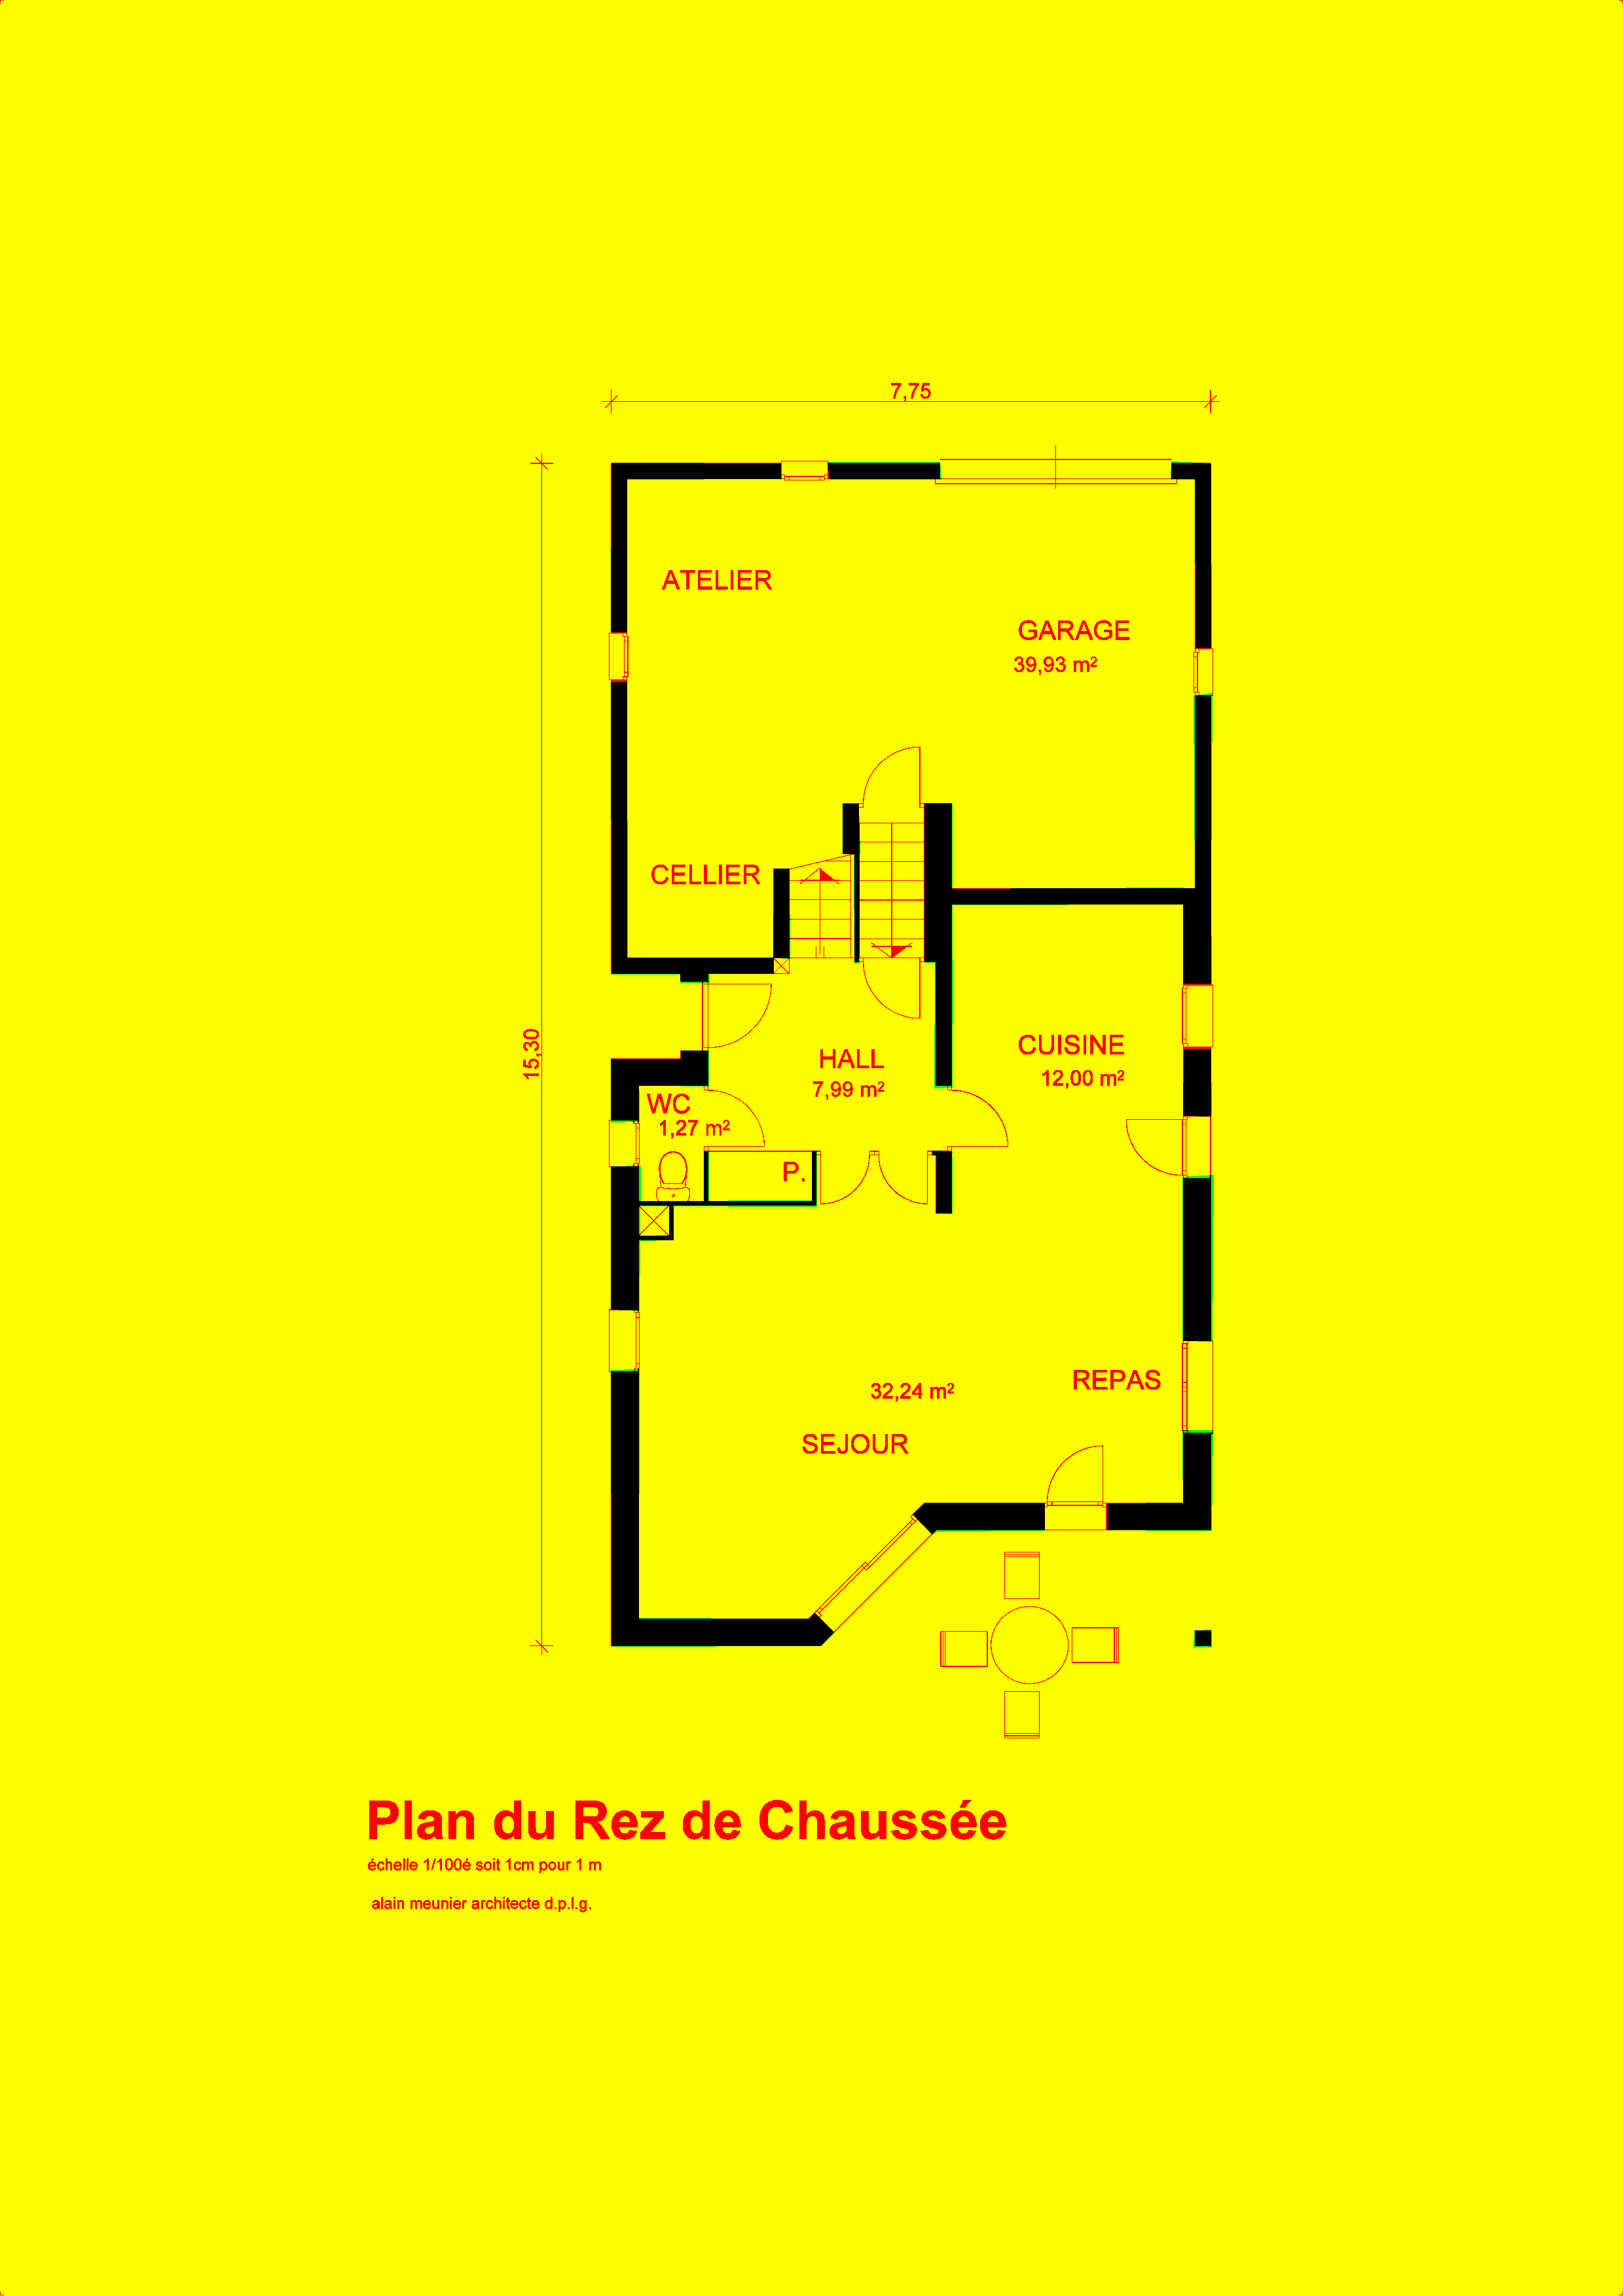 7,75
ATELIER
GARAGE
39,93 m²
CELLIER
15,30
HALL
7,99 m²
CUISINE
12,00 m²
WC
1,27 m²
P.
REPAS
32,24 m²
SEJOUR
Plan du Rez de Chaussée
échelle 1/100é soit 1cm pour 1 m
alain meunier architecte d.p.l.g.